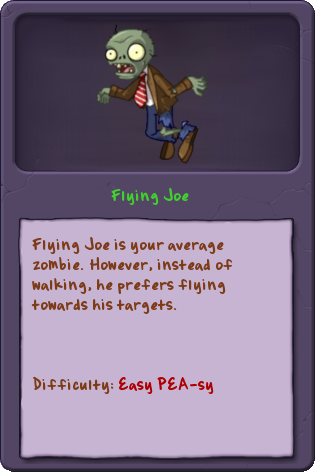 Flying Joe
Flying Joe is your average
zombie. However, instead of
walking, he prefers flying
towards his targets.
Difficulty: Easy PEA-sy